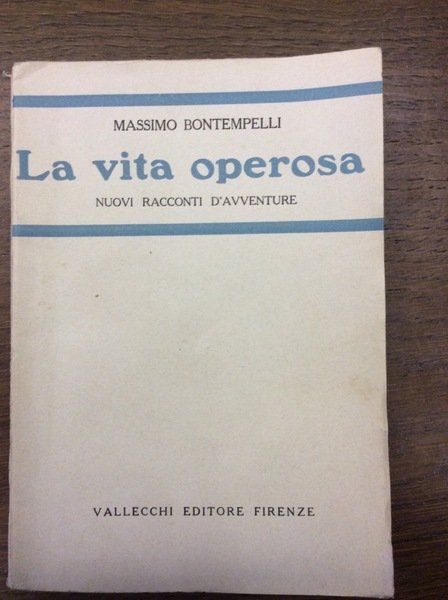 MASSIMO BONTEMPELLI
La vita operosa
NUOVI RACCONTI D'AVVENTURE
VALLECCHI EDITORE FIRENZE